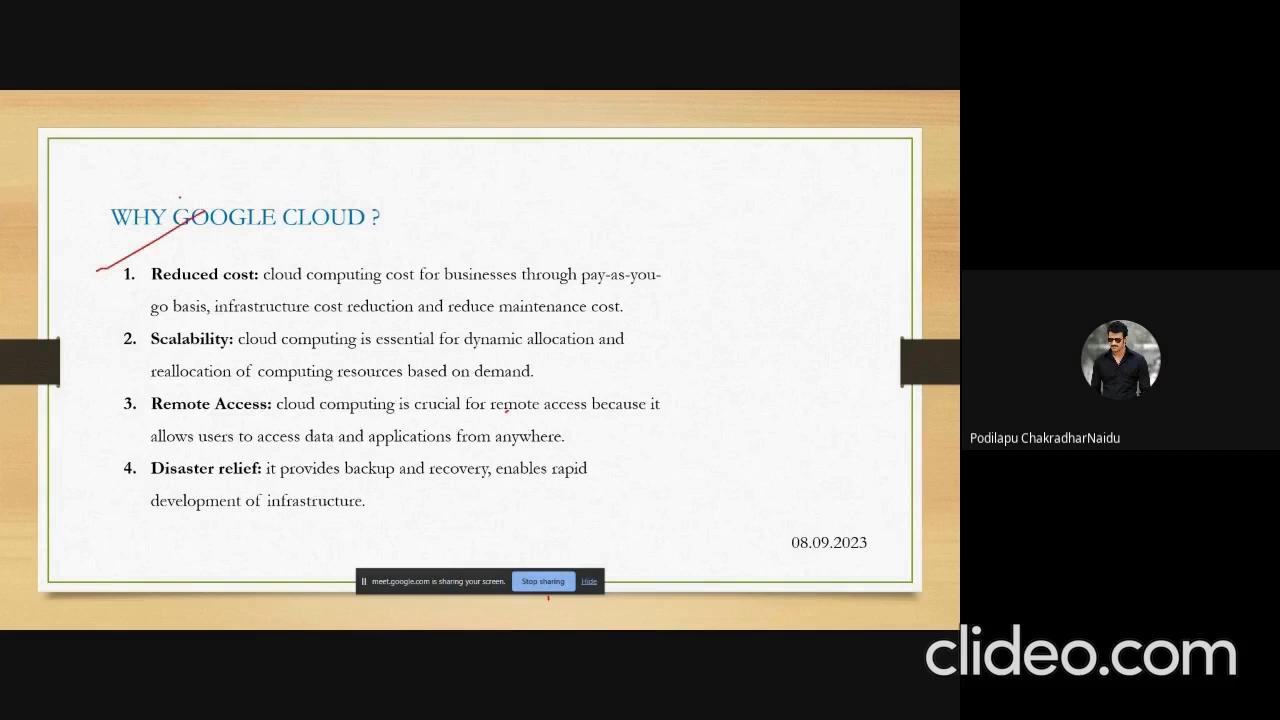 WHY GOOGLE CLOUD ?
1. Reduced cost: cloud computing cost for businesses through pay-as-you-
go basis, infrastructure cost reduction and reduce maintenance cost.
2. Scalability: cloud computing is essential for dynamic allocation and
reallocation of computing resources based on demand.
3. Remote Access: cloud computing is crucial for remote access because it
allows users to access data and applications from anywhere.
4. Disaster relief: it provides backup and recovery, enables rapid
development of infrastructure.
08.09.2023
meet.google.com is sharing your screen. Stop sharing Hide
Podilapu ChakradharNaidu
clideo.com